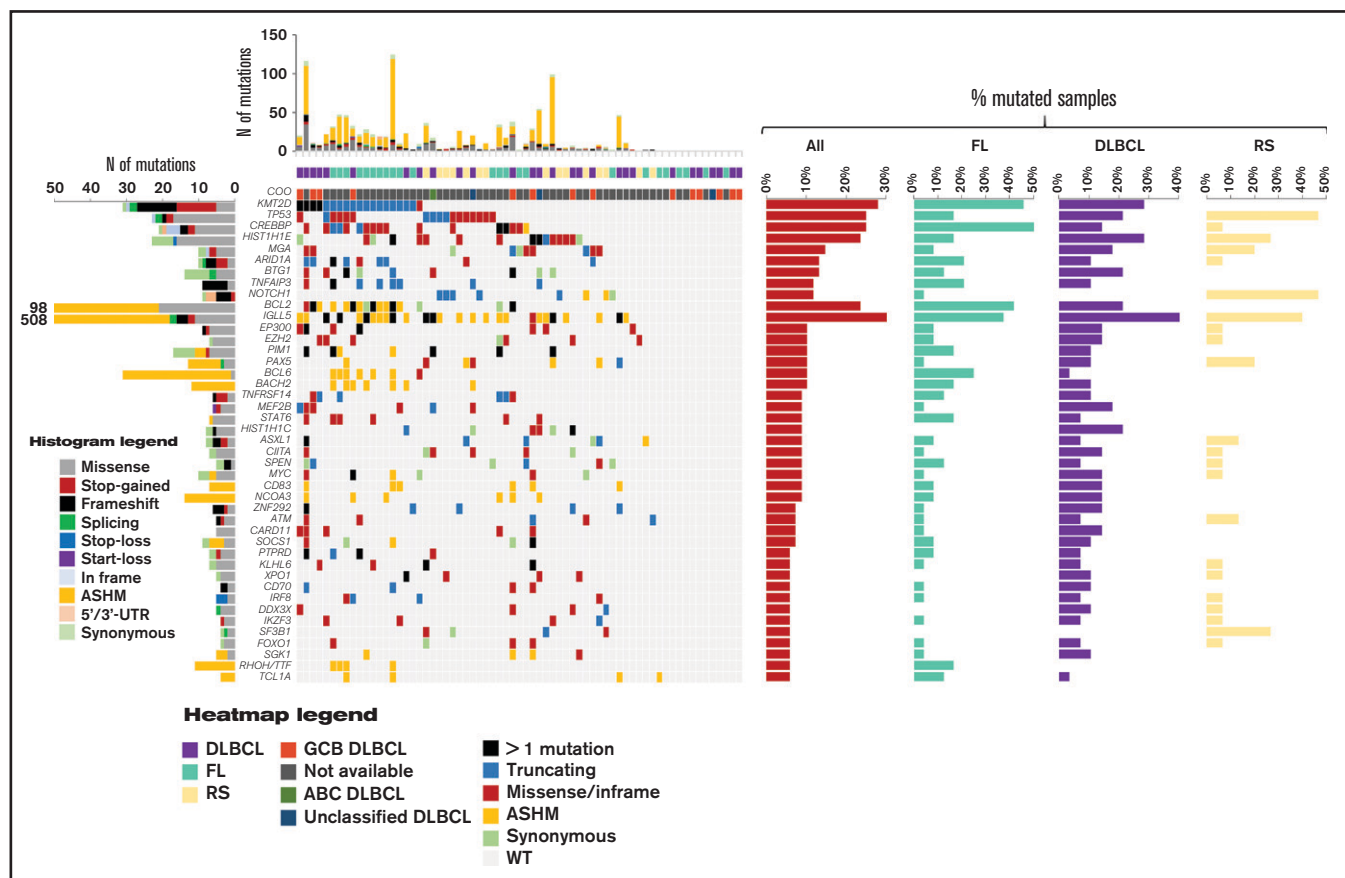 N of mutations
150
100
50
0
% mutated samples
All
FL
DLBCL
RS
N of mutations
50 40 30 20 10 0
0% 10% 20% 30%
0% 10% 20% 30% 40% 50%
0% 10% 20% 30% 40%
0% 10% 20% 30% 40% 50%
COO
KMT2D
TP53
CREBBP
HIST1H1E
MGA
ARID1A
BTG1
TNFAIP3
NOTCH1
98 BCL2
508 IGLL5
EP300
EZH2
PIM1
PAX5
BCL6
BACH2
TNFRSF14
MEF2B
STAT6
HIST1H1C
ASXL1
CIITA
SPEN
MYC
CD83
NCOA3
ZNF292
ATM
CARD11
SOCS1
PTPRD
KLHL6
XPO1
CD70
IRF8
DDX3X
IKZF3
SF3B1
FOXO1
SGK1
RHOH/TTF
TCL1A
Histogram legend
Missense
Stop-gained
Frameshift
Splicing
Stop-loss
Start-loss
In frame
ASHM
5'/3'-UTR
Synonymous
Heatmap legend
DLBCL
FL
RS
GCB DLBCL
Not available
ABC DLBCL
Unclassified DLBCL
> 1 mutation
Truncating
Missense/inframe
ASHM
Synonymous
WT